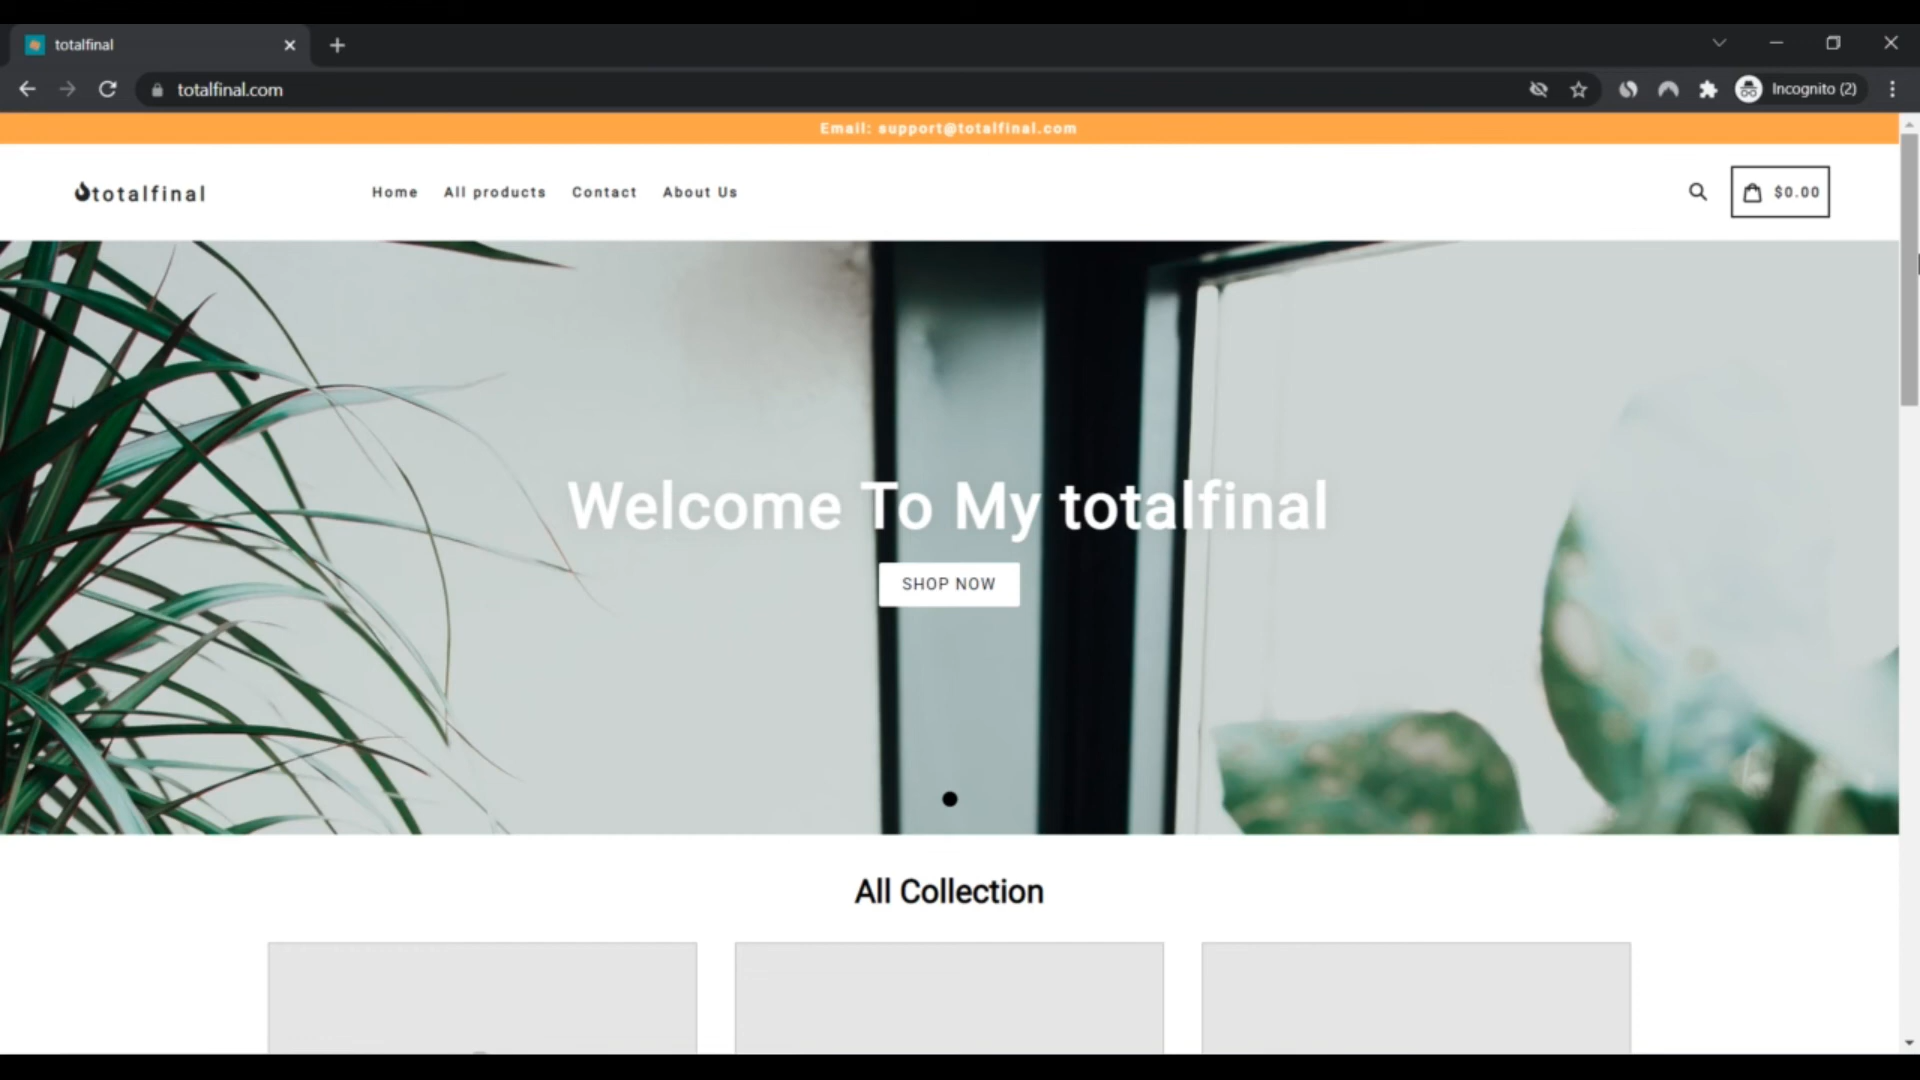 totalfinal
totalfinal.com
Incognito (2)
Email: support@totalfinal.com
totalfinal
Home
All products
Contact
About Us
$0.00
Welcome To My totalfinal
SHOP NOW
All Collection